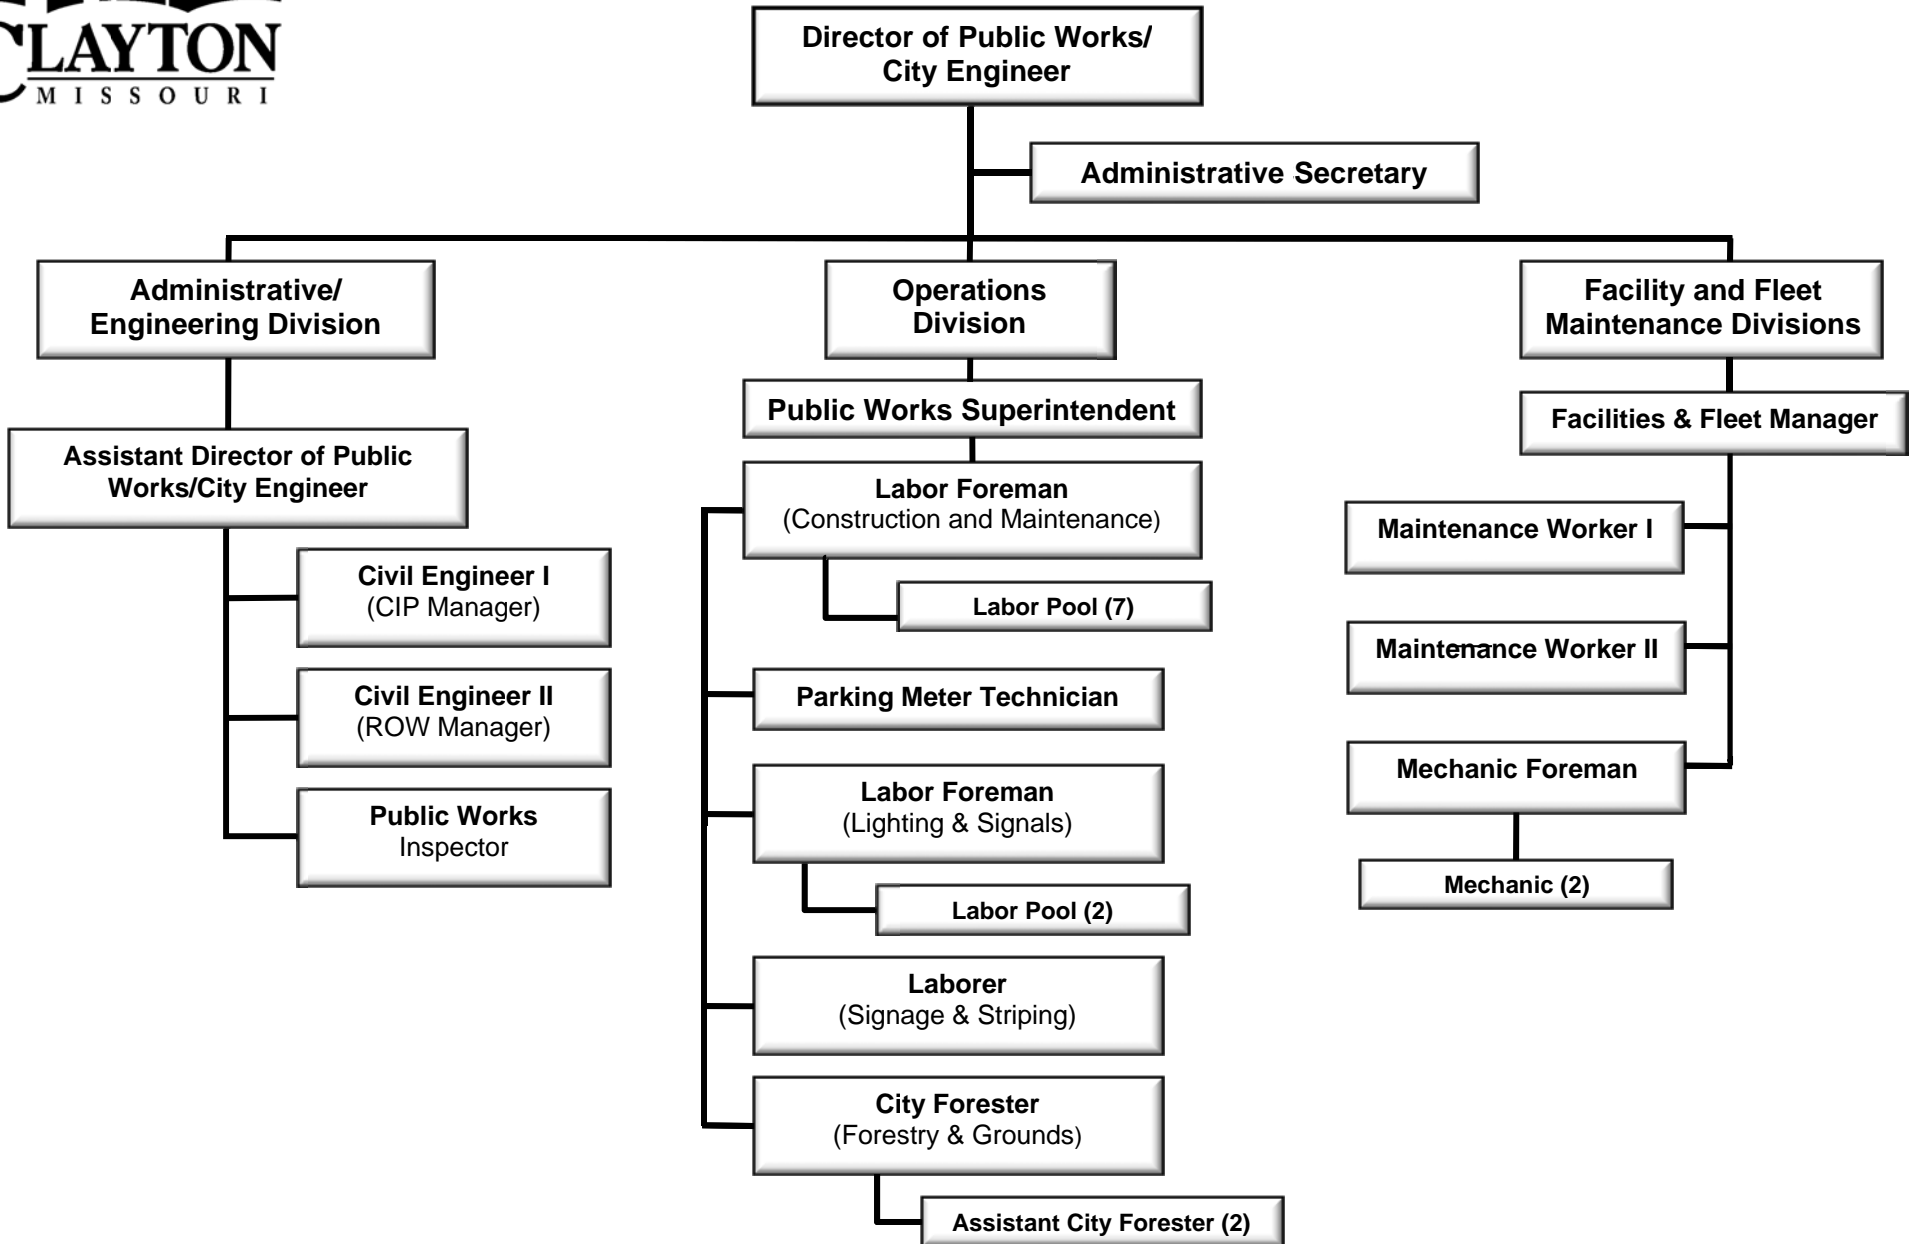 CLAYTON
MISSOURI
Director of Public Works/
City Engineer
Administrative Secretary
Administrative/
Engineering Division
Assistant Director of Public
Works/City Engineer
Civil Engineer I
(CIP Manager)
Civil Engineer II
(ROW Manager)
Public Works
Inspector
Operations
Division
Public Works Superintendent
Labor Foreman
(Construction and Maintenance)
Labor Pool (7)
Parking Meter Technician
Labor Foreman
(Lighting & Signals)
Labor Pool (2)
Laborer
(Signage & Striping)
City Forester
(Forestry & Grounds)
Assistant City Forester (2)
Facility and Fleet
Maintenance Divisions
Facilities & Fleet Manager
Maintenance Worker I
Maintenance Worker II
Mechanic Foreman
Mechanic (2)